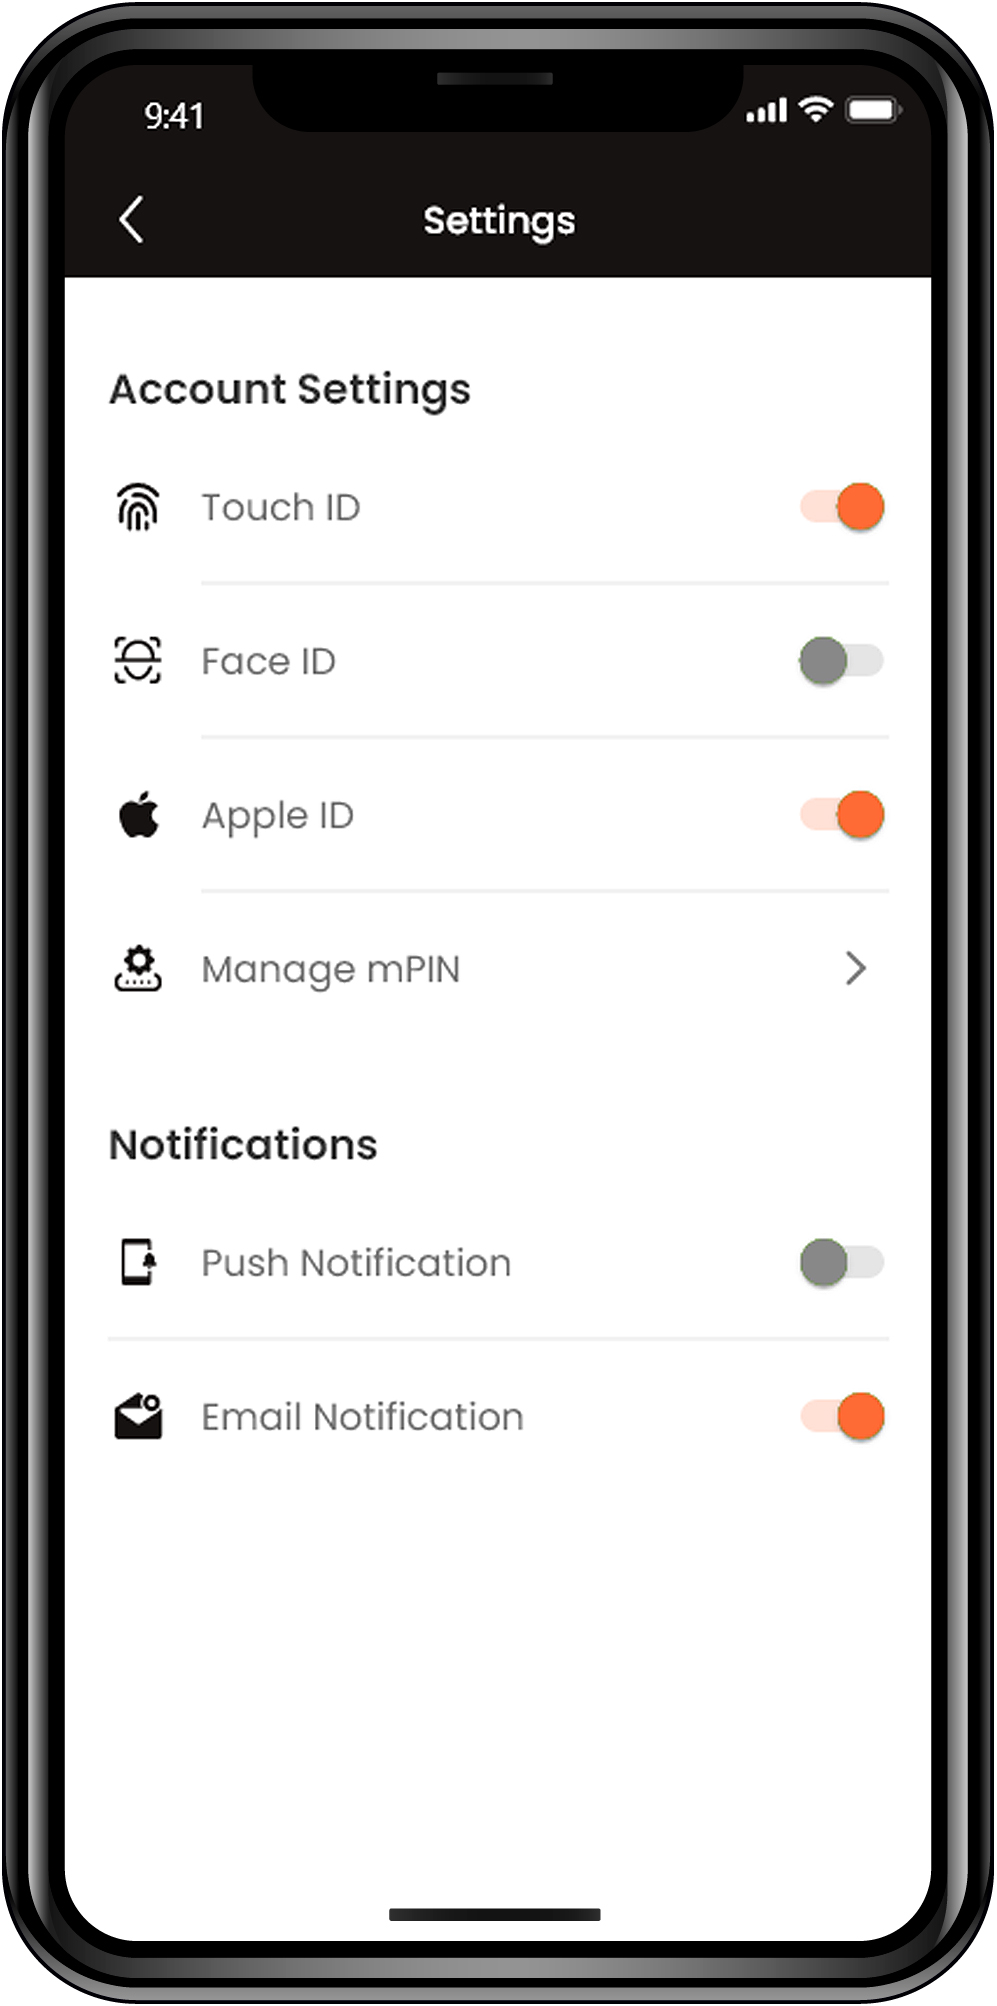 9:41
Settings
Account Settings
Touch ID
Face ID
Apple ID
Manage mPIN
Notifications
Push Notification
Email Notification